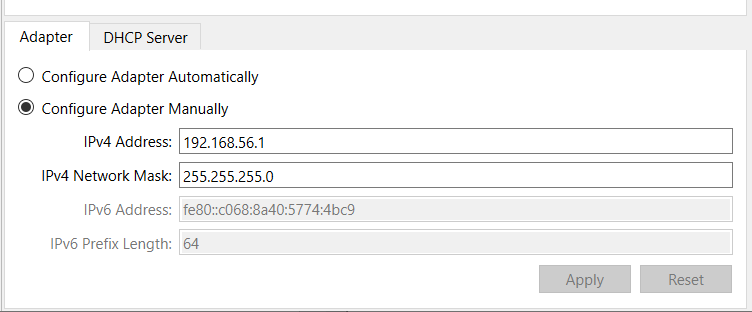 Adapter DHCP Server
Configure Adapter Automatically
Configure Adapter Manually
IPv4 Address: 192.168.56.1
IPv4 Network Mask: 255.255.255.0
IPv6 Address: fe80::c068:8a40:5774:4bc9
IPv6 Prefix Length: 64
Apply Reset